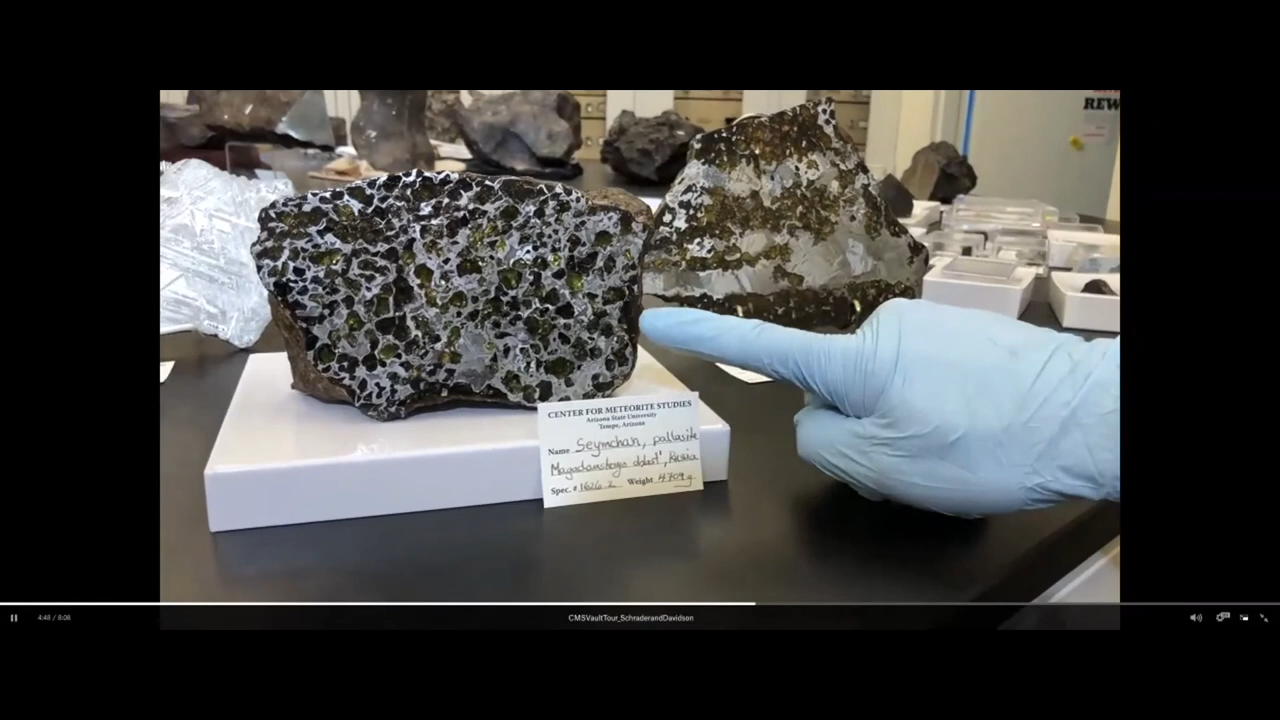 REW
CENTER FOR METEORITE STUDIES
Arizona State University
Tempe, Arizona
Name Seymchan, pallasite
Magadanskaya oblast', Russia
Spec. # 1626.2 Weight 4709 g
4:48 / 8:08
CMSVaultTour_SchraderandDavidson